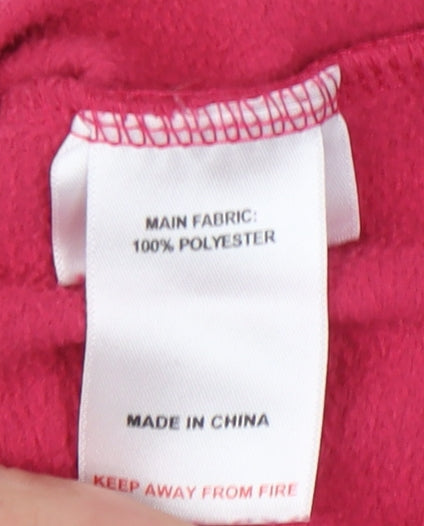 MAIN FABRIC:
100% POLYESTER
MADE IN CHINA
KEEP AWAY FROM FIRE